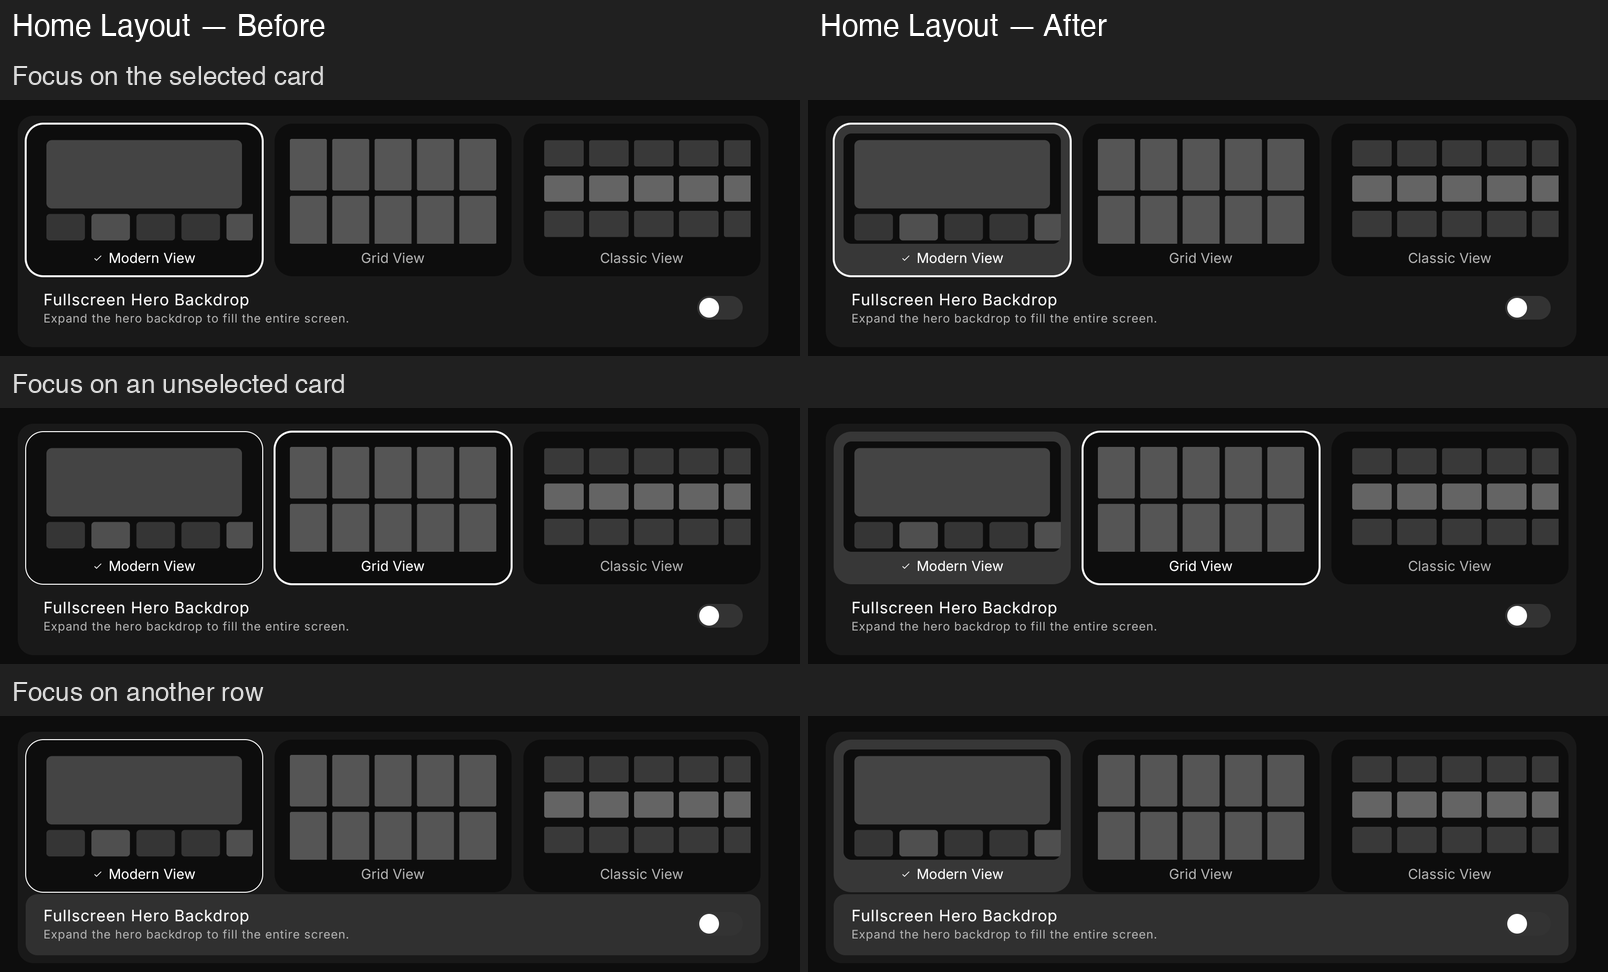 Home Layout — Before
Home Layout — After
Focus on the selected card
✓ Modern View
Grid View
Classic View
Fullscreen Hero Backdrop
Expand the hero backdrop to fill the entire screen.
✓ Modern View
Grid View
Classic View
Fullscreen Hero Backdrop
Expand the hero backdrop to fill the entire screen.
Focus on an unselected card
✓ Modern View
Grid View
Classic View
Fullscreen Hero Backdrop
Expand the hero backdrop to fill the entire screen.
✓ Modern View
Grid View
Classic View
Fullscreen Hero Backdrop
Expand the hero backdrop to fill the entire screen.
Focus on another row
✓ Modern View
Grid View
Classic View
Fullscreen Hero Backdrop
Expand the hero backdrop to fill the entire screen.
✓ Modern View
Grid View
Classic View
Fullscreen Hero Backdrop
Expand the hero backdrop to fill the entire screen.